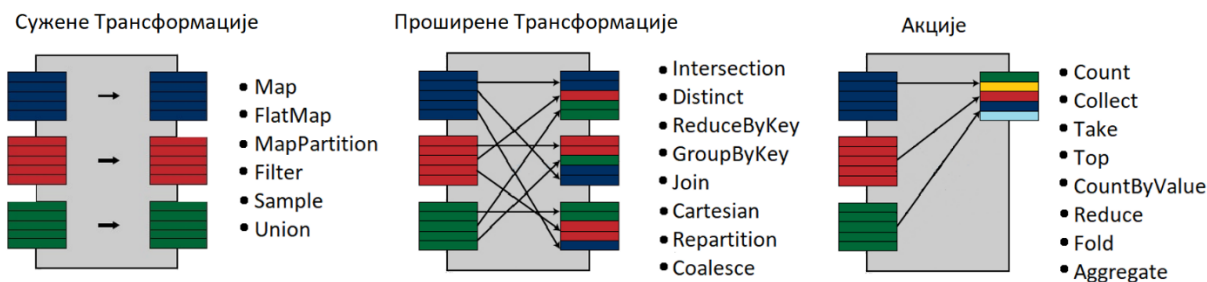 Сужене Трансформације
• Map
• FlatMap
• MapPartition
• Filter
• Sample
• Union
Проширене Трансформације
• Intersection
• Distinct
• ReduceByKey
• GroupByKey
• Join
• Cartesian
• Repartition
• Coalesce
Акције
• Count
• Collect
• Take
• Top
• CountByValue
• Reduce
• Fold
• Aggregate